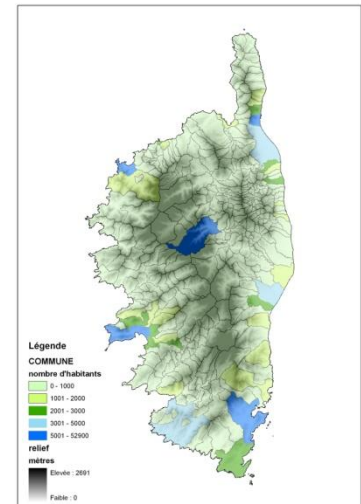 Légende
COMMUNE
nombre d'habitants
0 - 1000
1001 - 2000
2001 - 3000
3001 - 5000
5001 - 52900
relief
mètres
Elevée : 2691
Faible : 0